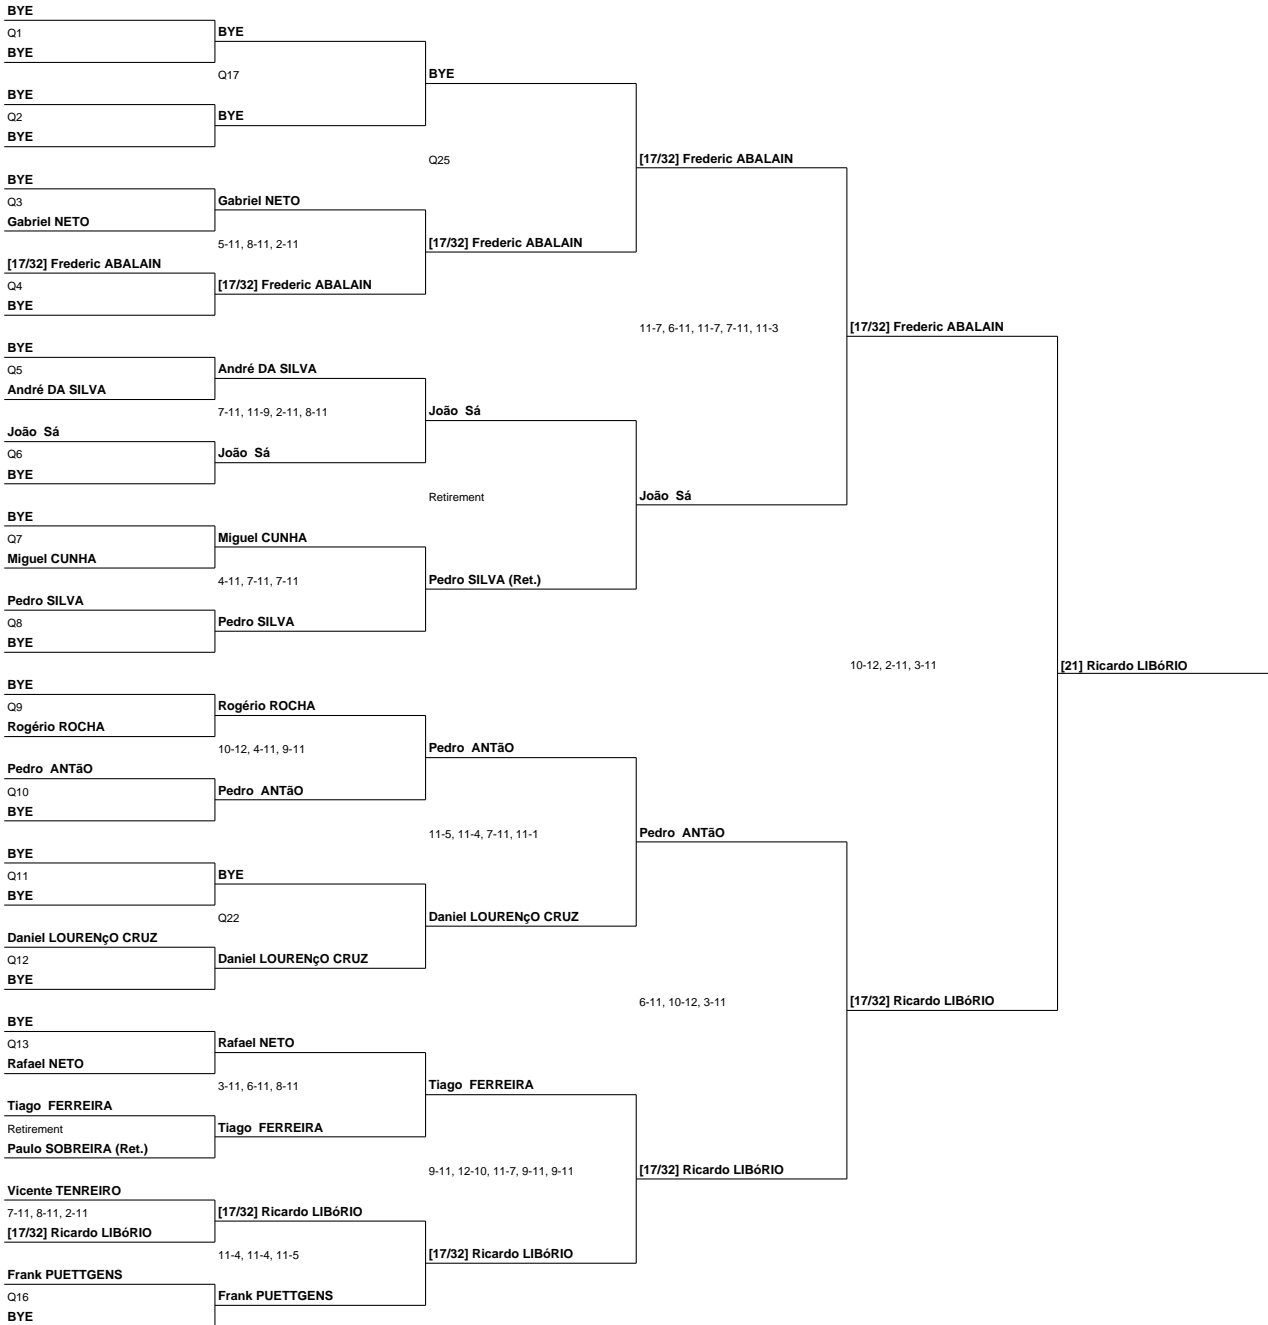 BYE
Q1
BYE
BYE
Q17
BYE
BYE
Q2
BYE
BYE
Q25
[17/32] Frederic ABALAIN
BYE
Q3
Gabriel NETO
Gabriel NETO
5-11, 8-11, 2-11
[17/32] Frederic ABALAIN
[17/32] Frederic ABALAIN
Q4
[17/32] Frederic ABALAIN
BYE
11-7, 6-11, 11-7, 7-11, 11-3
[17/32] Frederic ABALAIN
BYE
Q5
André DA SILVA
André DA SILVA
7-11, 11-9, 2-11, 8-11
João Sá
João Sá
Q6
João Sá
BYE
Retirement
João Sá
BYE
Q7
Miguel CUNHA
Miguel CUNHA
4-11, 7-11, 7-11
Pedro SILVA (Ret.)
Pedro SILVA
Q8
Pedro SILVA
BYE
10-12, 2-11, 3-11
[21] Ricardo LIBóRIO
BYE
Q9
Rogério ROCHA
Rogério ROCHA
10-12, 4-11, 9-11
Pedro ANTãO
Pedro ANTãO
Q10
Pedro ANTãO
BYE
11-5, 11-4, 7-11, 11-1
Pedro ANTãO
BYE
Q11
BYE
BYE
Q22
Daniel LOURENçO CRUZ
Daniel LOURENçO CRUZ
Q12
Daniel LOURENçO CRUZ
BYE
6-11, 10-12, 3-11
[17/32] Ricardo LIBóRIO
BYE
Q13
Rafael NETO
Rafael NETO
3-11, 6-11, 8-11
Tiago FERREIRA
Tiago FERREIRA
Retirement
Tiago FERREIRA
Paulo SOBREIRA (Ret.)
9-11, 12-10, 11-7, 9-11, 9-11
[17/32] Ricardo LIBóRIO
Vicente TENREIRO
7-11, 8-11, 2-11
[17/32] Ricardo LIBóRIO
[17/32] Ricardo LIBóRIO
11-4, 11-4, 11-5
[17/32] Ricardo LIBóRIO
Frank PUETTGENS
Q16
Frank PUETTGENS
BYE